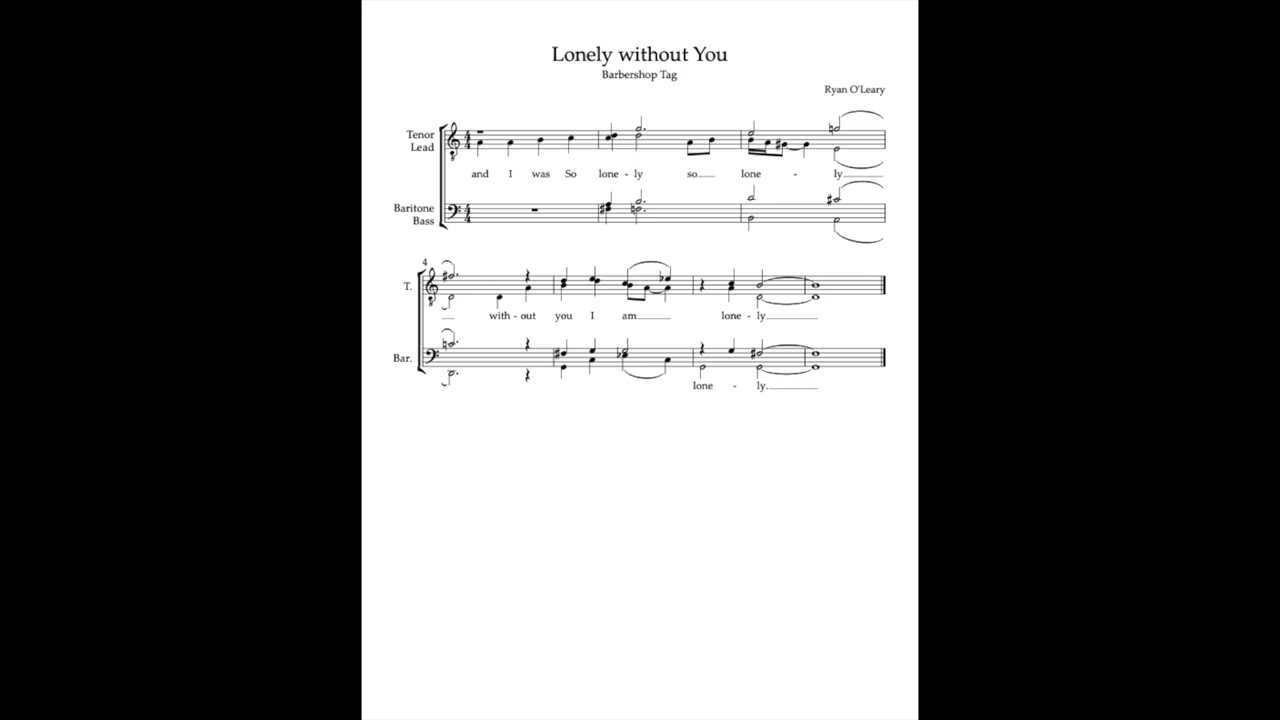 Lonely without You
Barbershop Tag
Ryan O'Leary
Tenor
Lead
and I was So lone - ly so lone - ly
Baritone
Bass
4
T.
with - out you I am lone - ly
Bar.
lone - ly